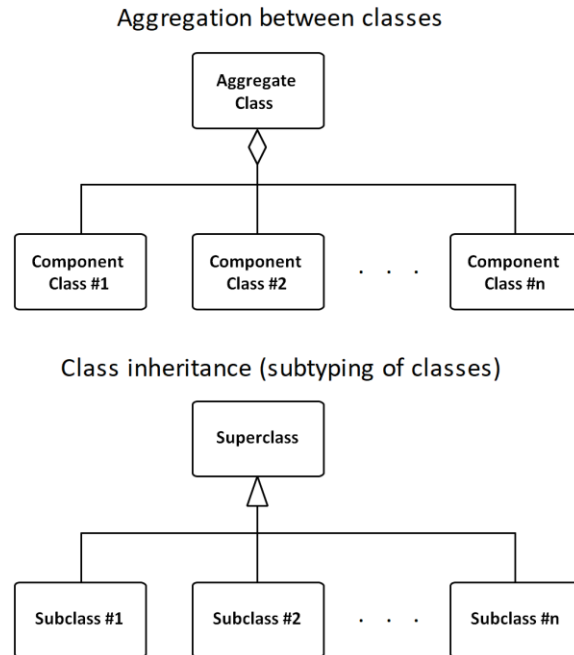 Aggregation between classes
Aggregate
Class
Component
Class #1
Component
Class #2
. . .
Component
Class #n
Class inheritance (subtyping of classes)
Superclass
Subclass #1
Subclass #2
. . .
Subclass #n